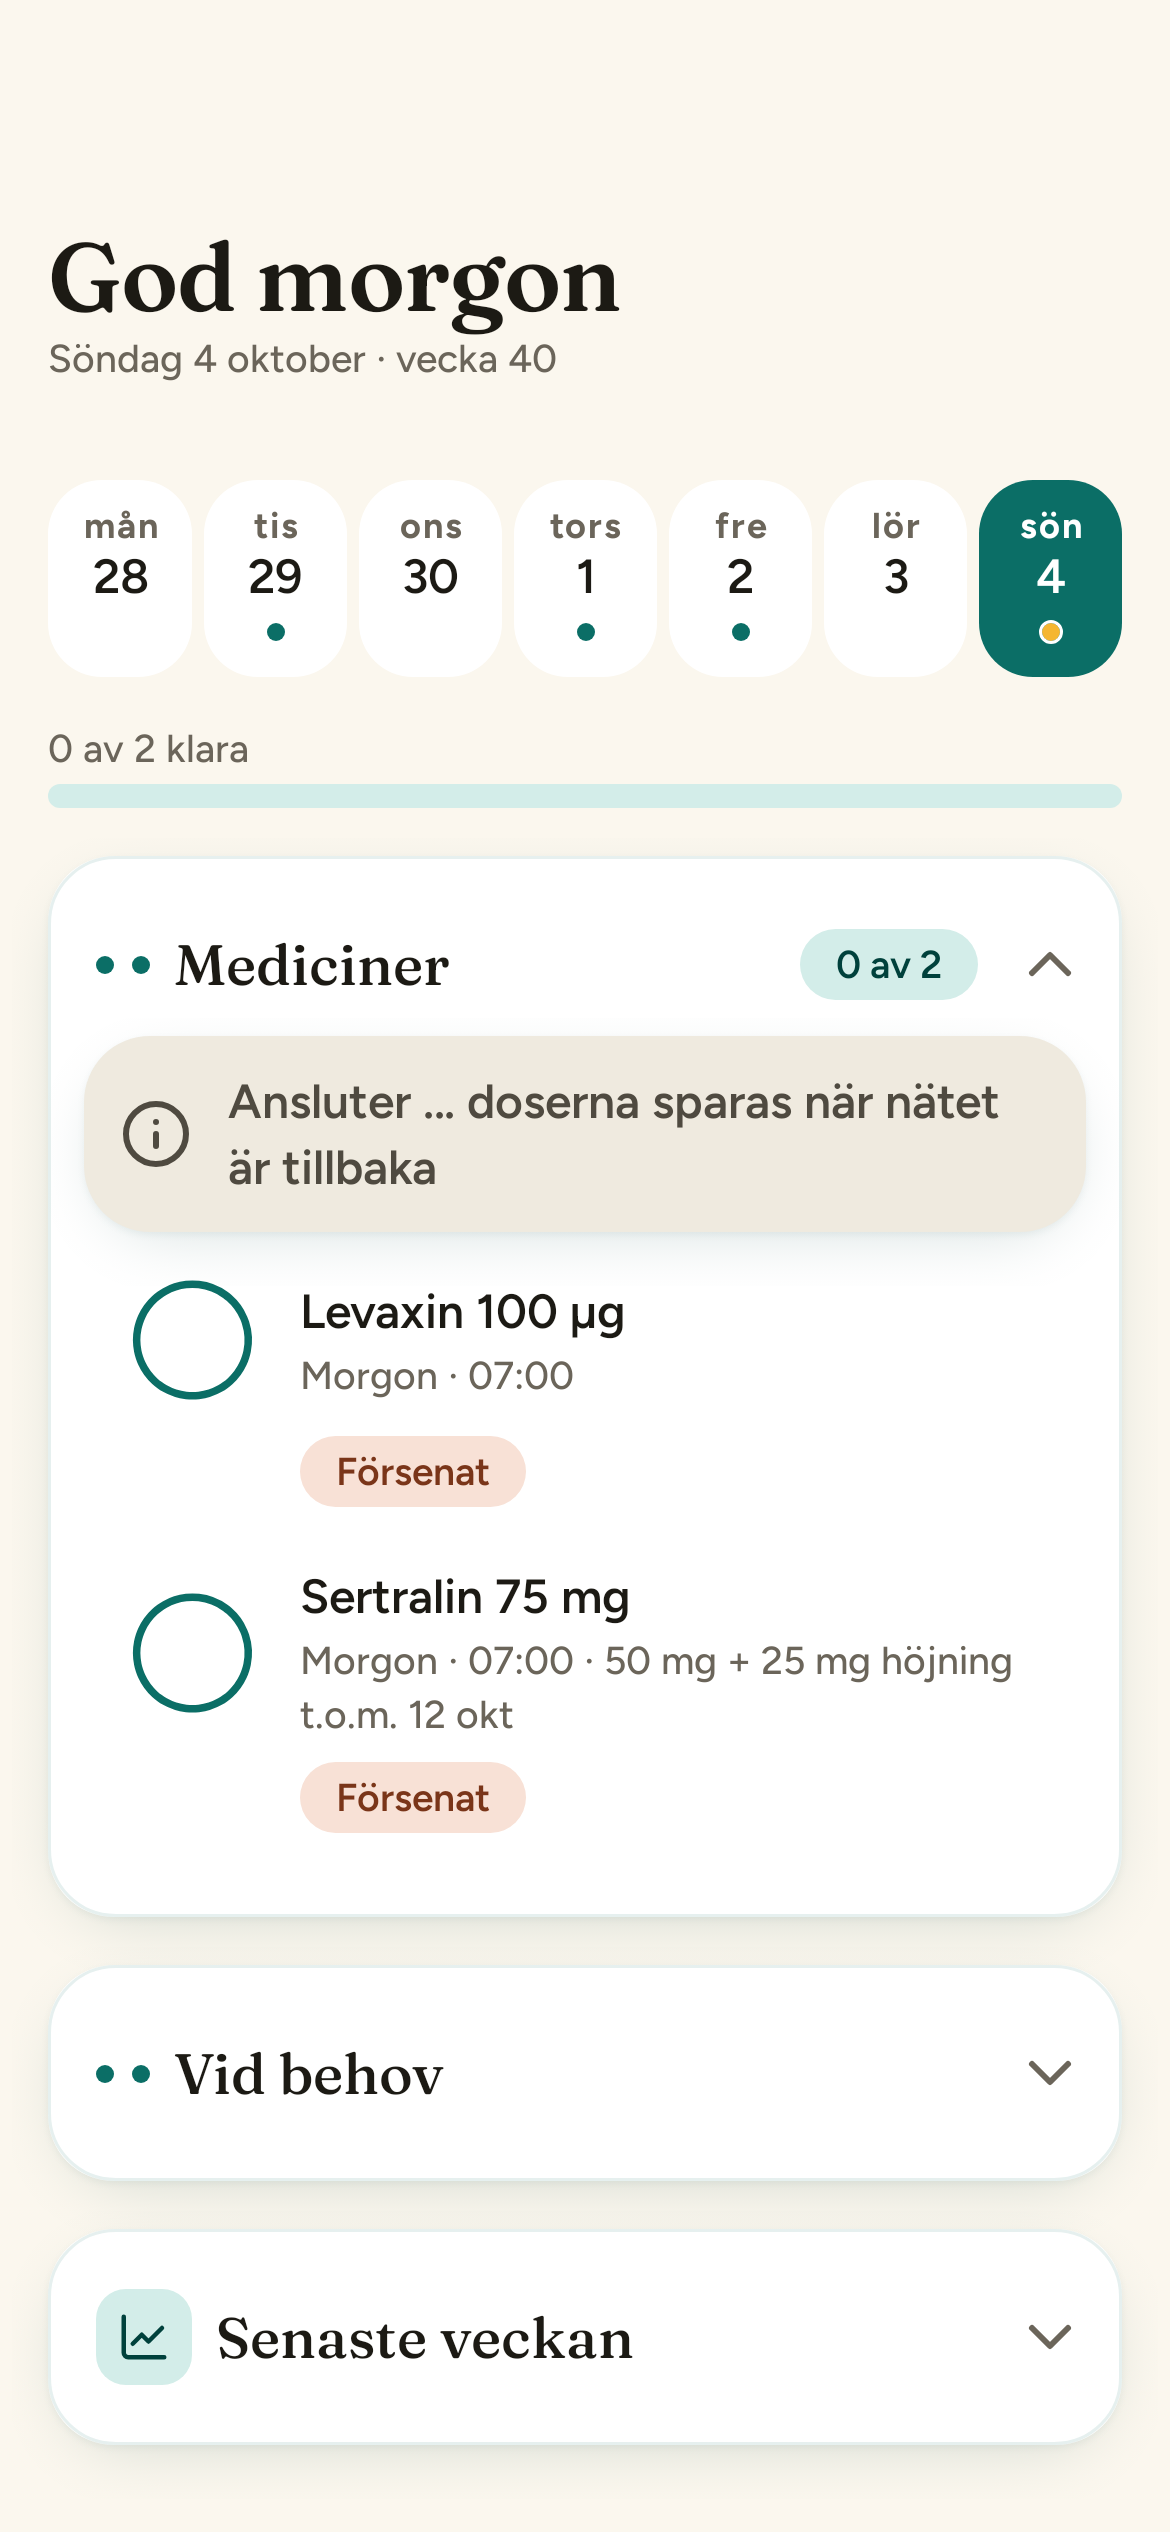 God morgon
Söndag 4 oktober · vecka 40
mån
28
tis
29
ons
30
tors
1
fre
2
lör
3
sön
4
0 av 2 klara
Mediciner
0 av 2
Ansluter ... doserna sparas när nätet
är tillbaka
Levaxin 100 µg
Morgon · 07:00
Försenat
Sertralin 75 mg
Morgon · 07:00 · 50 mg + 25 mg höjning
t.o.m. 12 okt
Försenat
Vid behov
Senaste veckan